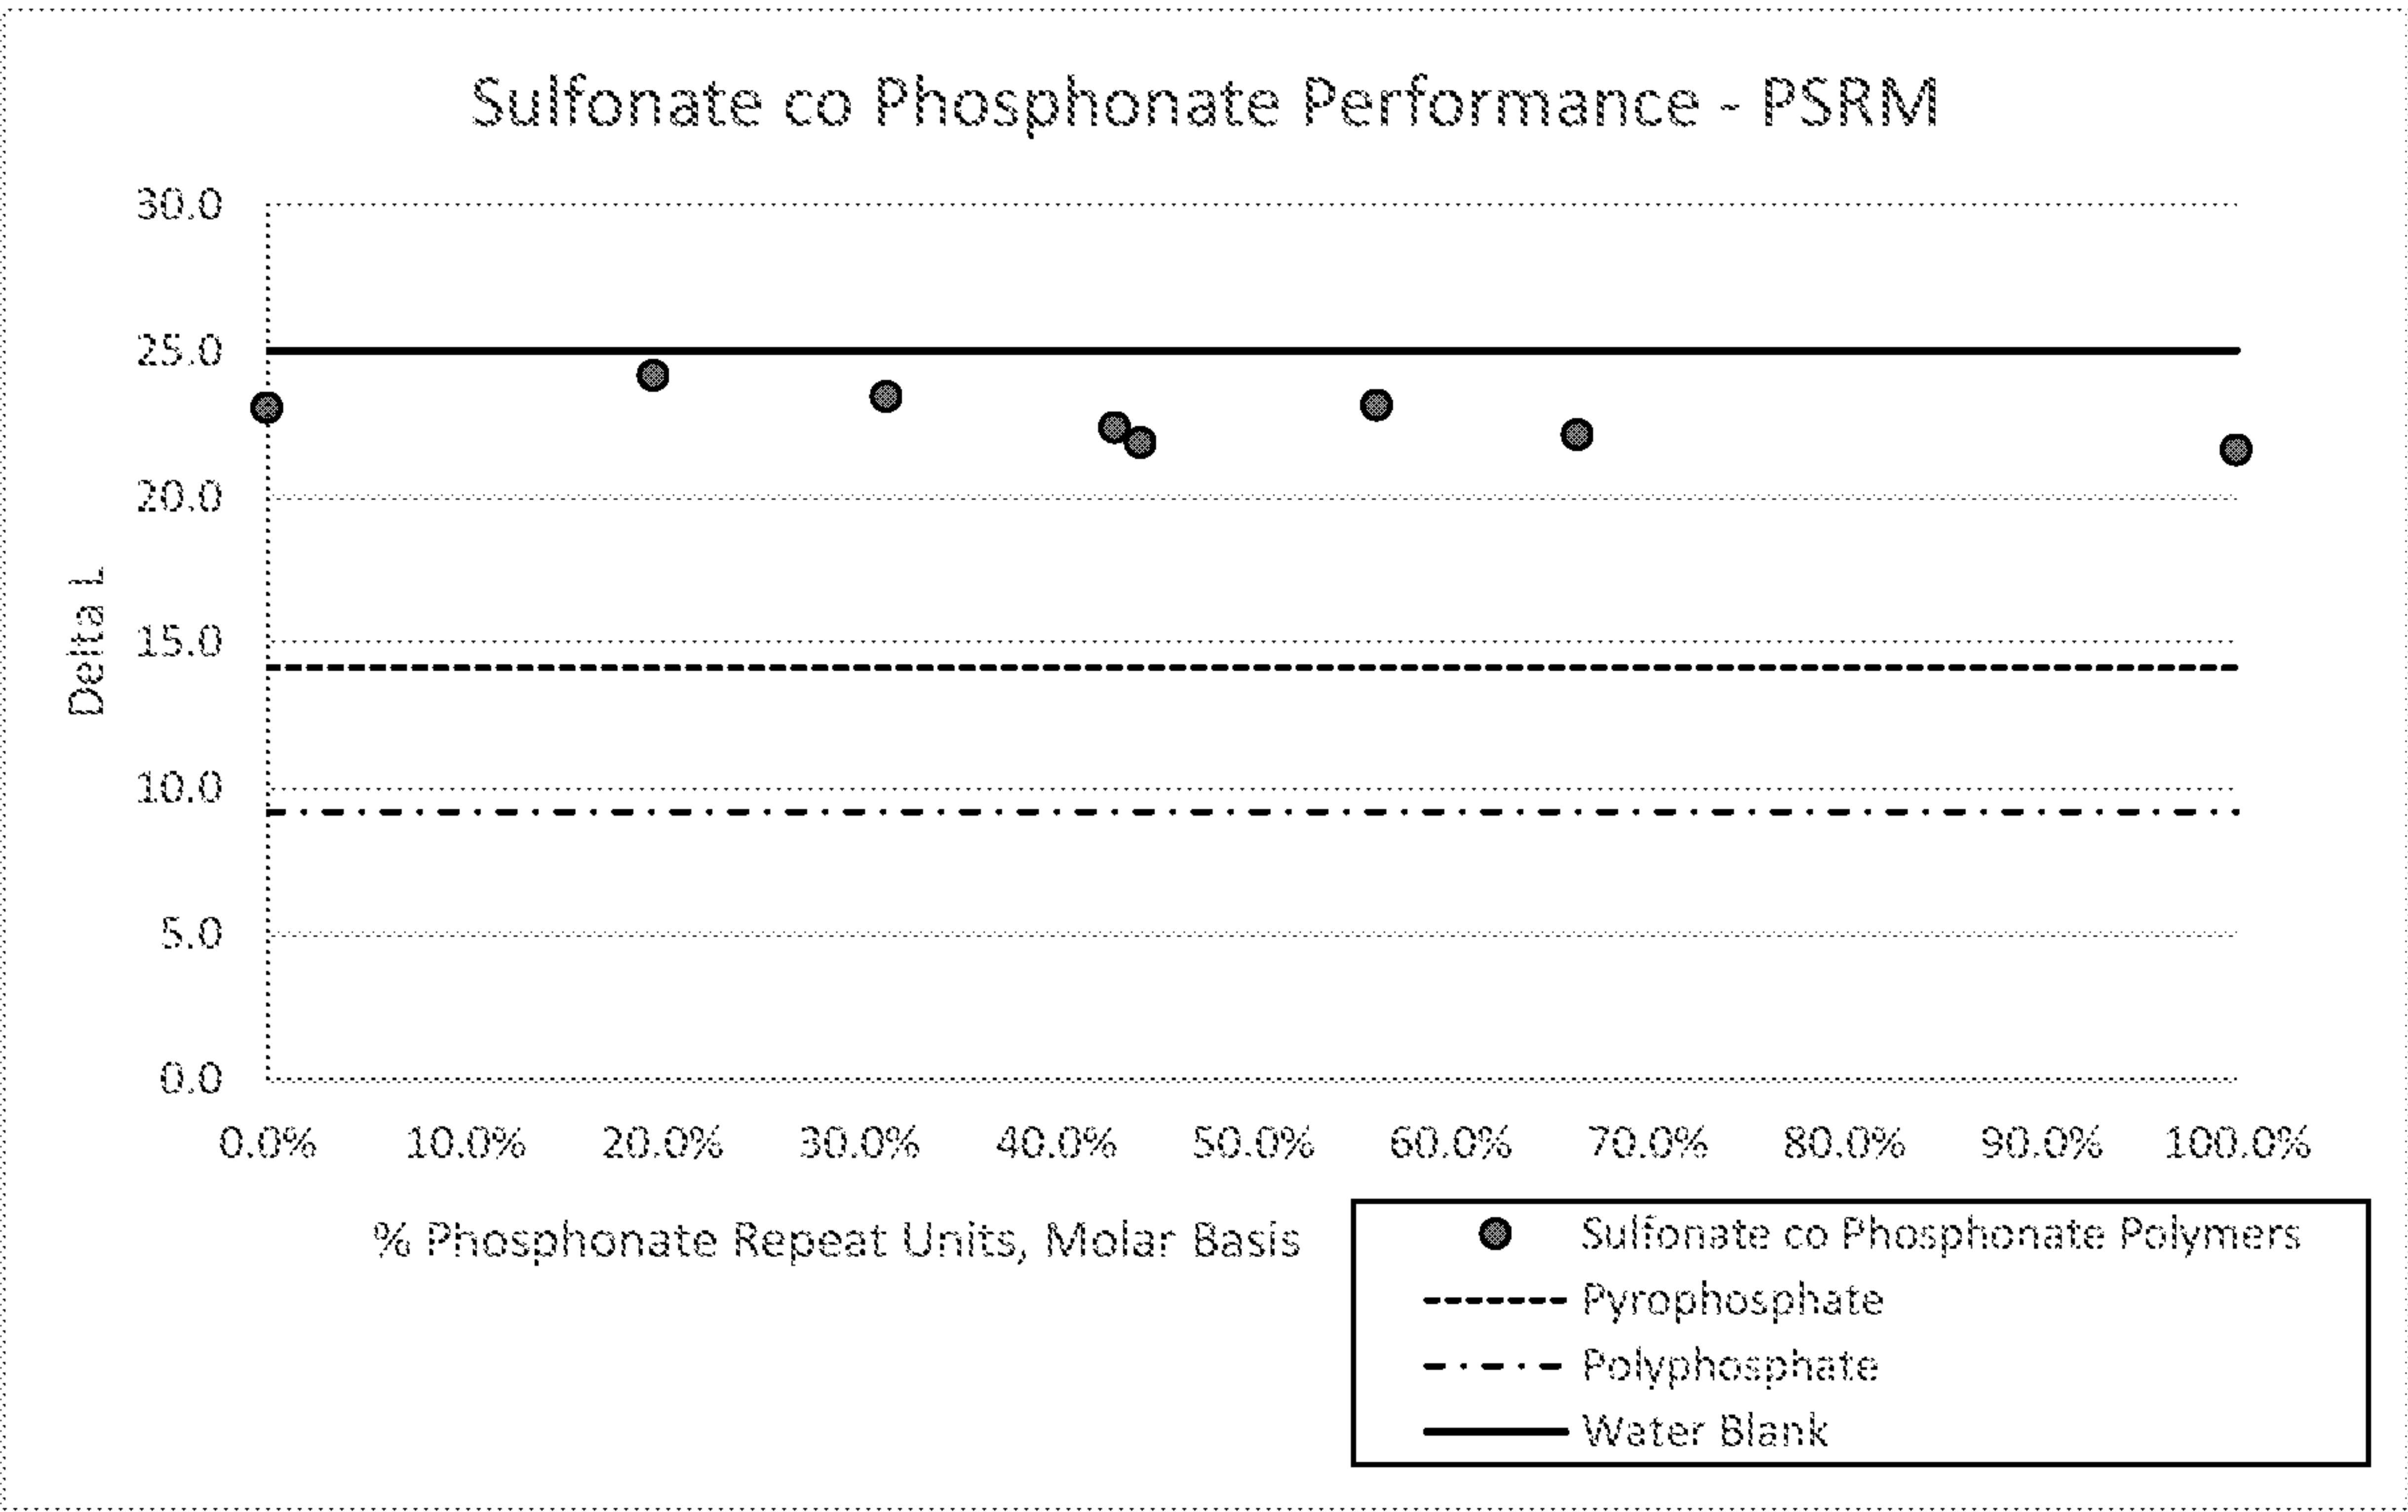 Sulfonate co Phosphonate Performance - PSRM
30.0
25.0
20.0
15.0
10.0
5.0
0.0
Delta L
0.0% 10.0% 20.0% 30.0% 40.0% 50.0% 60.0% 70.0% 80.0% 90.0% 100.0%
% Phosphonate Repeat Units, Molar Basis
Sulfonate co Phosphonate Polymers
Pyrophosphate
Polyphosphate
Water Blank